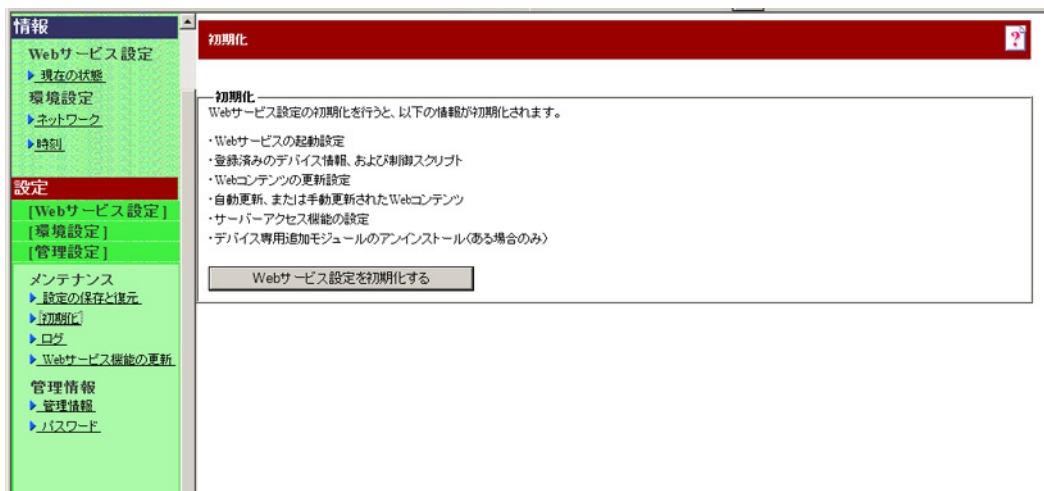 情報
Webサービス設定
現在の状態
環境設定
ネットワーク
時刻
設定
[Webサービス設定]
[環境設定]
[管理設定]
メンテナンス
設定の保存と復元
初期化
ログ
Webサービス機能の更新
管理情報
管理情報
パスワード
初期化
?
初期化
Webサービス設定の初期化を行うと、以下の情報が初期化されます。
・Webサービスの起動設定
・登録済みのデバイス情報、および制御スクリプト
・Webコンテンツの更新設定
・自動更新、または手動更新されたWebコンテンツ
・サーバーアクセス機能の設定
・デバイス専用追加モジュールのアンインストール(ある場合のみ)
Webサービス設定を初期化する